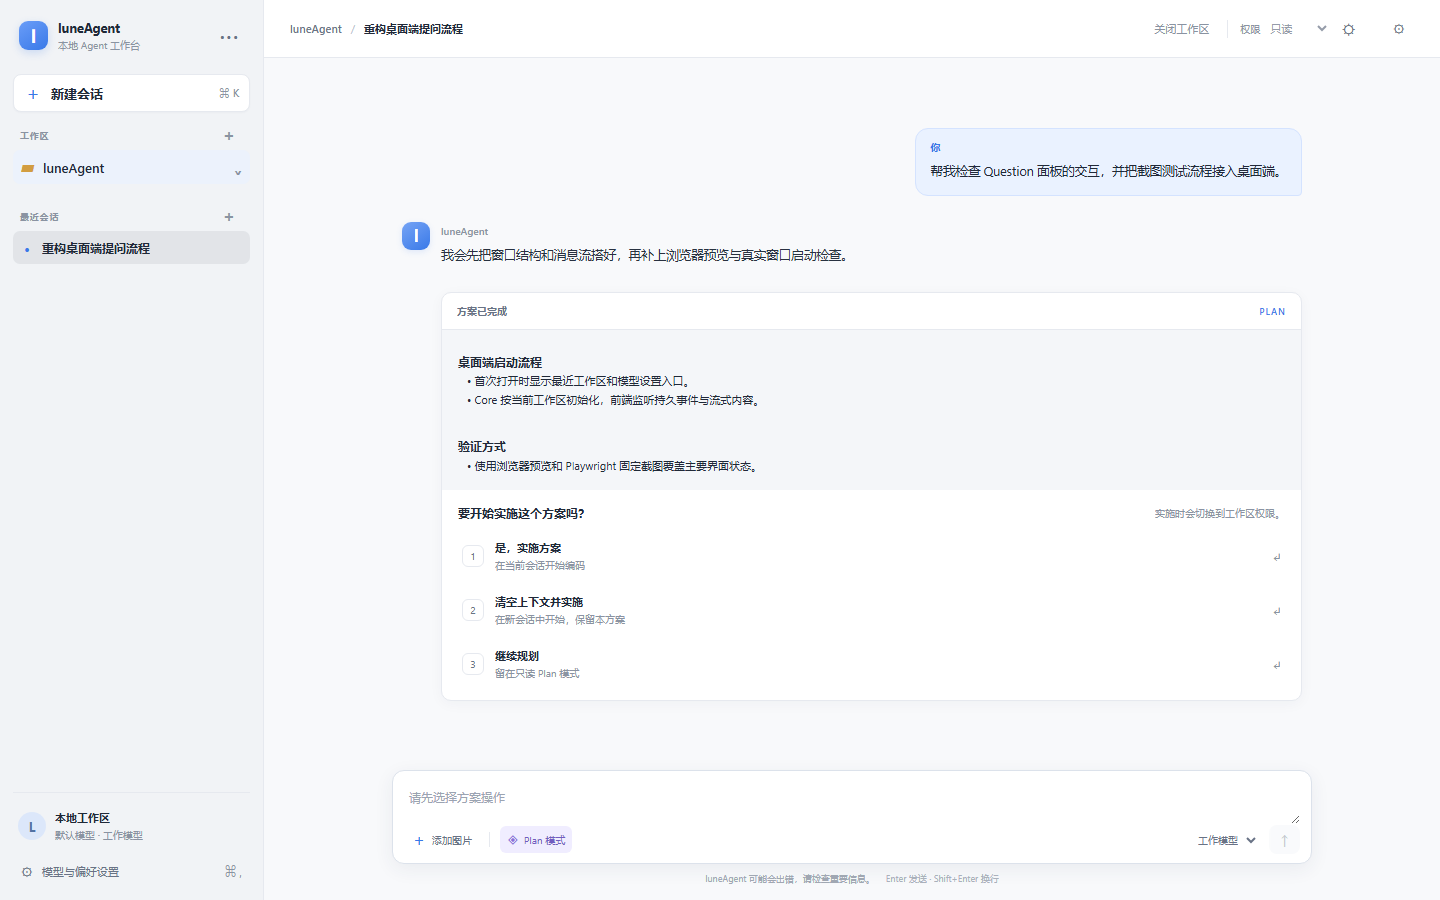 l
luneAgent
本地 Agent 工作台
•••
+ 新建会话 ⌘ K
工作区 +
luneAgent
最近会话 +
• 重构桌面端提问流程
L
本地工作区
默认模型 · 工作模型
模型与偏好设置 ⌘ ,
luneAgent / 重构桌面端提问流程
关闭工作区 权限 只读
你
帮我检查 Question 面板的交互，并把截图测试流程接入桌面端。
l
luneAgent
我会先把窗口结构和消息流搭好，再补上浏览器预览与真实窗口启动检查。
方案已完成 PLAN
桌面端启动流程
• 首次打开时显示最近工作区和模型设置入口。
• Core 按当前工作区初始化，前端监听持久事件与流式内容。
验证方式
• 使用浏览器预览和 Playwright 固定截图覆盖主要界面状态。
要开始实施这个方案吗？ 实施时会切换到工作区权限。
1 是，实施方案 ↵
在当前会话开始编码
2 清空上下文并实施 ↵
在新会话中开始，保留本方案
3 继续规划 ↵
留在只读 Plan 模式
请先选择方案操作
+ 添加图片 Plan 模式 工作模型 ↑
luneAgent 可能会出错，请检查重要信息。 Enter 发送 · Shift+Enter 换行